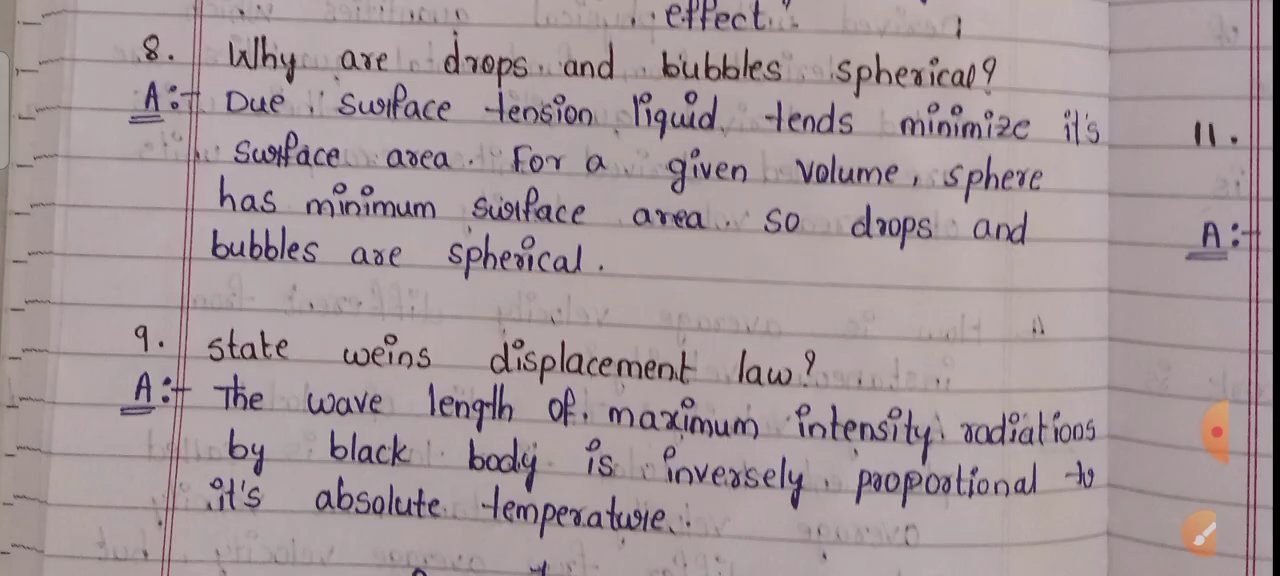 effect.
8. Why are drops and bubbles spherical?
A:- Due surface tension liquid tends minimize it's
surface area. For a given volume, sphere
has minimum surface area. so drops and
bubbles are spherical.
9. state weins displacement law?
A:- The wave length of maximum intensity radiations
by black body is inversely proportional to
it's absolute temperature.
11.
A:-